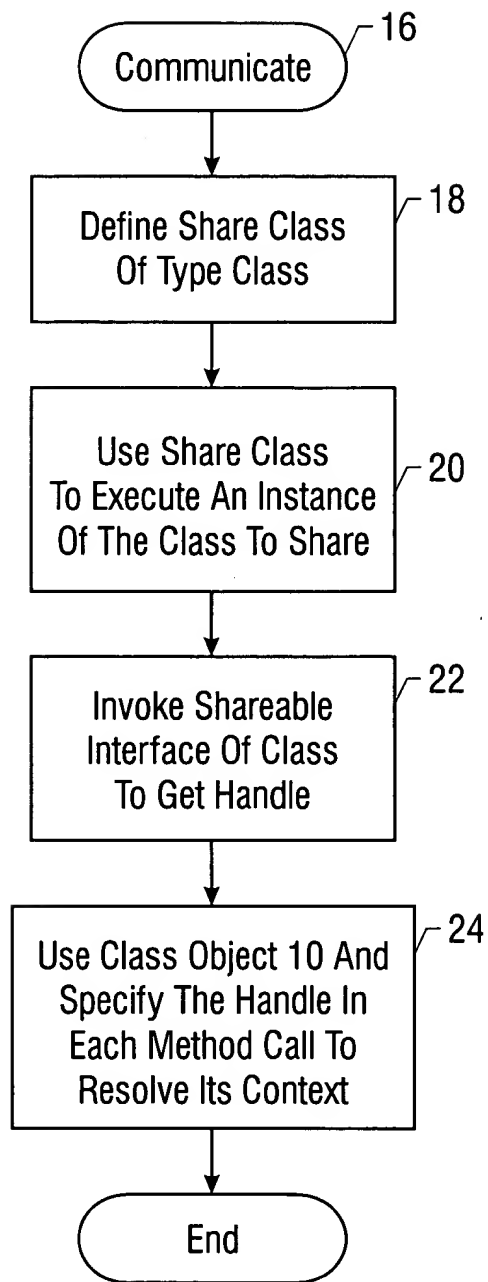 Communicate
16
Define Share Class
Of Type Class
18
Use Share Class
To Execute An Instance
Of The Class To Share
20
Invoke Shareable
Interface Of Class
To Get Handle
22
Use Class Object 10 And
Specify The Handle In
Each Method Call To
Resolve Its Context
24
End